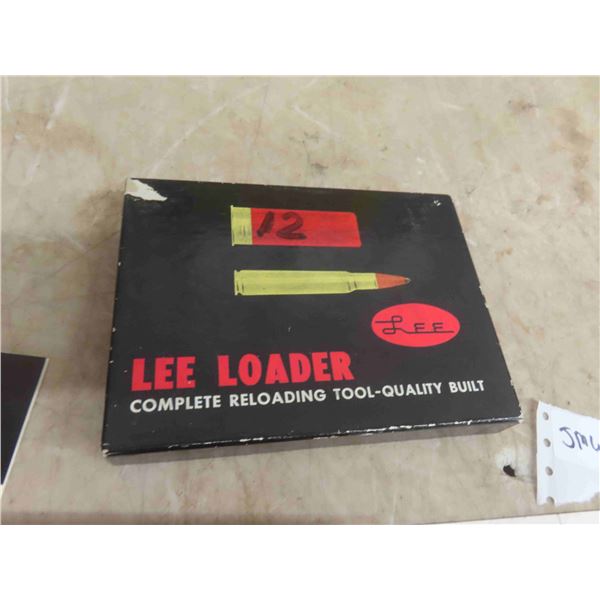 12
LEE
LEE LOADER
COMPLETE RELOADING TOOL-QUALITY BUILT